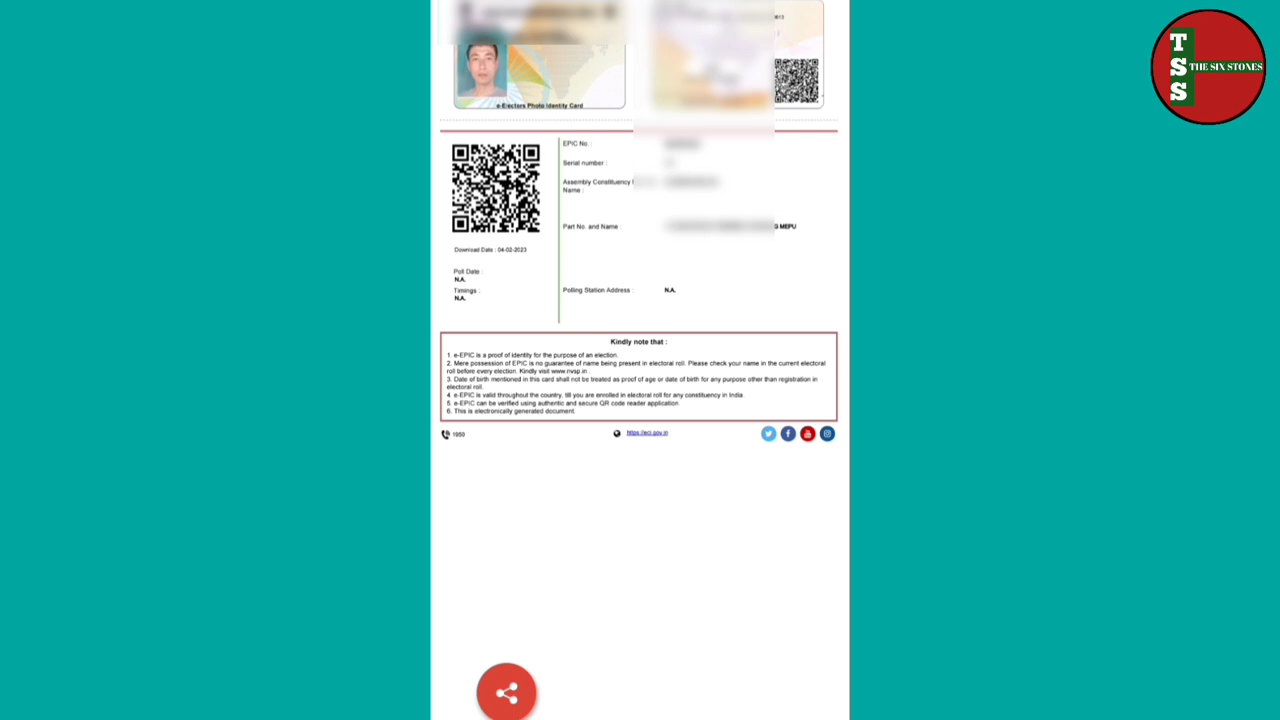 T
S
S
THE SIX STONES
e-Electors Photo Identity Card
EPIC No. :
Serial number :
Assembly Constituency
Name :
Part No. and Name :
G MEPU
Download Date : 04-02-2023
Poll Date :
N.A.
Timings :
N.A.
Polling Station Address :
N.A.
Kindly note that :
1. e-EPIC is a proof of identity for the purpose of an election.
2. Mere possession of EPIC is no guarantee of name being present in electoral roll. Please check your name in the current electoral
roll before every election. Kindly visit www.nvsp.in .
3. Date of birth mentioned in this card shall not be treated as proof of age or date of birth for any purpose other than registration in
electoral roll.
4. e-EPIC is valid throughout the country, till you are enrolled in electoral roll for any constituency in India
5. e-EPIC can be verified using authentic and secure QR code reader application.
6. This is electronically generated document.
1950
https://eci.gov.in